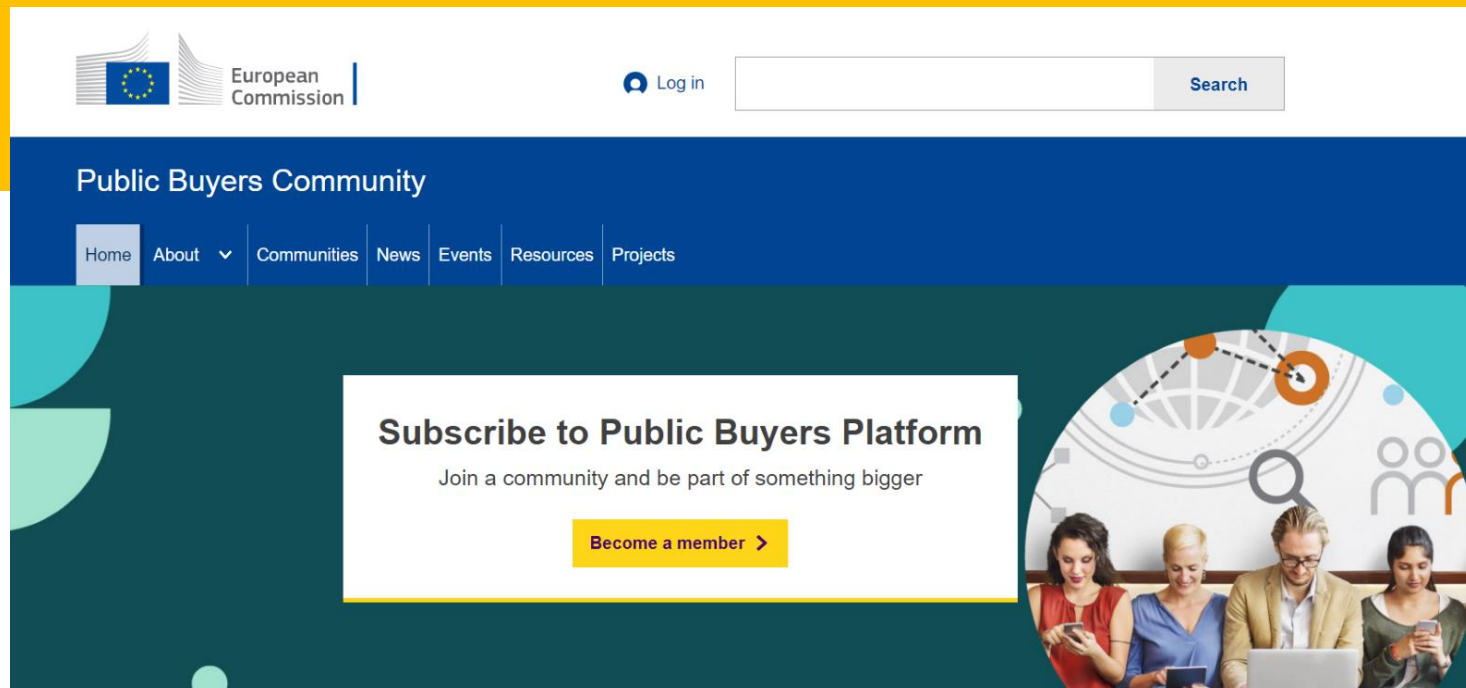 European
Commission
Log in
Search
Public Buyers Community
Home About Communities News Events Resources Projects
Subscribe to Public Buyers Platform
Join a community and be part of something bigger
Become a member